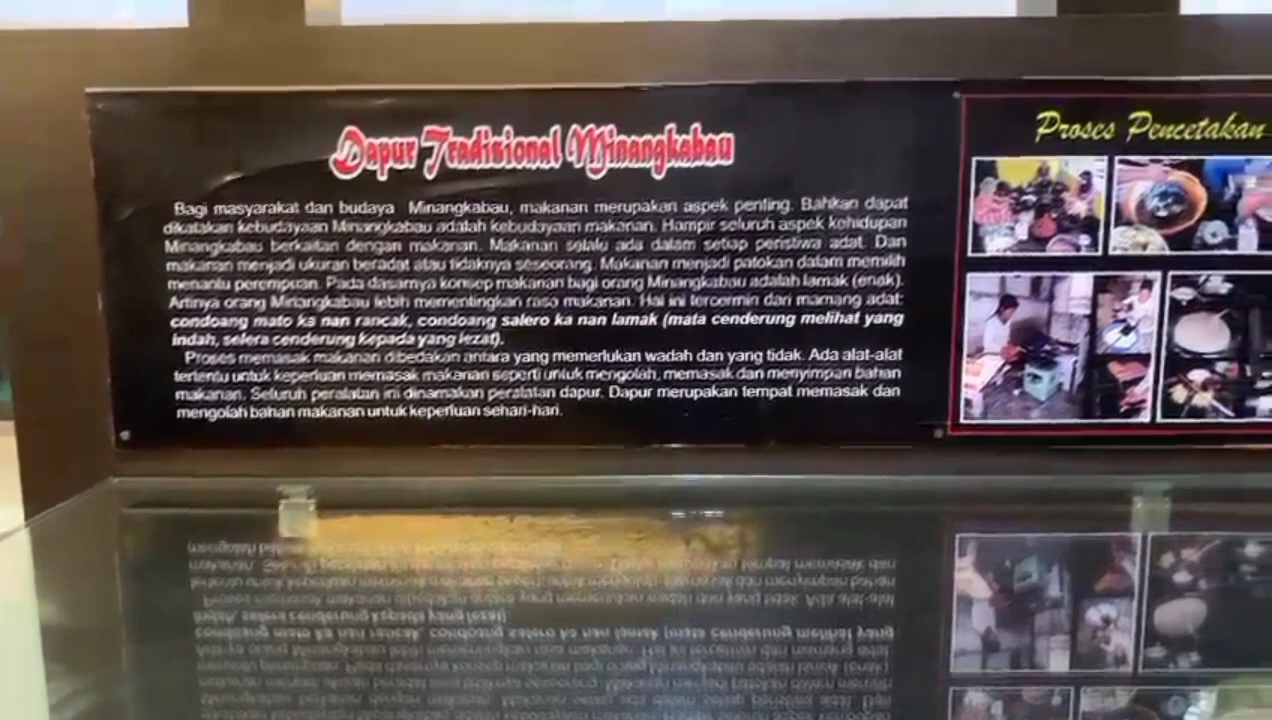 Dapur Tradisional Minangkabau
Bagi masyarakat dan budaya Minangkabau, makanan merupakan aspek penting. Bahkan dapat
dikatakan kebudayaan Minangkabau adalah kebudayaan makanan. Hampir seluruh aspek kehidupan
Minangkabau berkaitan dengan makanan. Makanan selalu ada dalam setiap peristiwa adat. Dan
makanan menjadi ukuran beradat atau tidaknya seseorang. Makanan menjadi patokan dalam memilih
menantu perempuan. Pada dasarnya konsep makanan bagi orang Minangkabau adalah lamak (enak).
Artinya orang Minangkabau lebih mementingkan rasa makanan. Hal ini tercermin dari mamang adat:
condoang mato ka nan rancak, condoang salero ka nan lamak (mata cenderung melihat yang
indah, selera cenderung kepada yang lezat).
Proses memasak makanan dibedakan antara yang memerlukan wadah dan yang tidak. Ada alat-alat
tertentu untuk keperluan memasak makanan seperti untuk mengolah, memasak dan menyimpan bahan
makanan. Seluruh peralatan ini dinamakan peralatan dapur. Dapur merupakan tempat memasak dan
mengolah bahan makanan untuk keperluan sehari-hari.
Proses Pencetakan